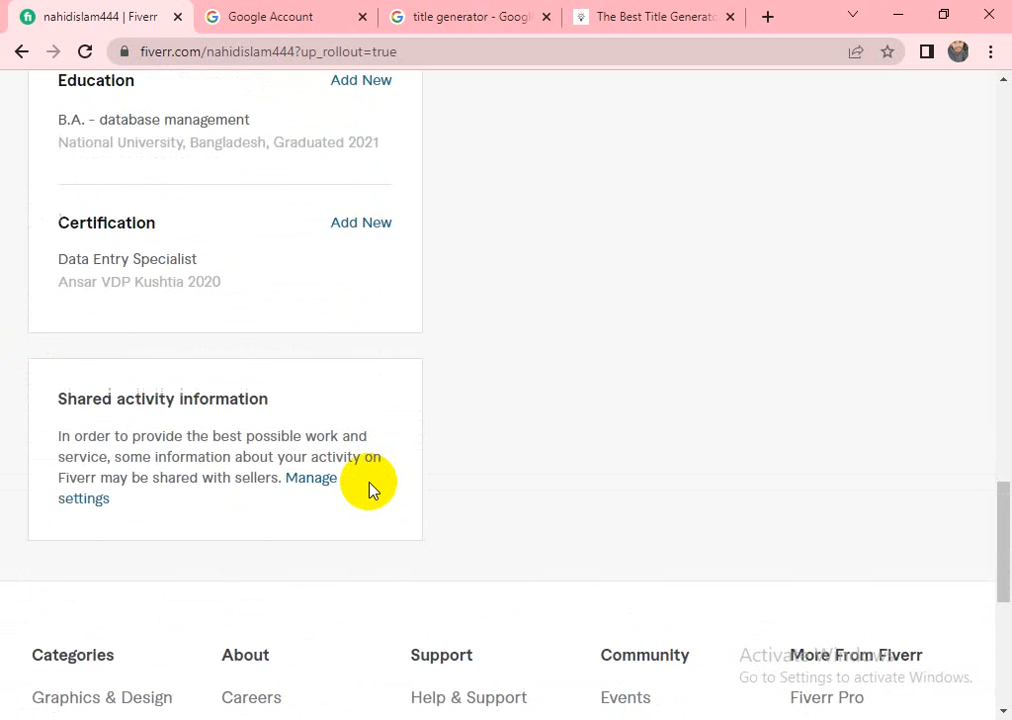 nahidislam444 | Fiverr
Google Account
title generator - Goog
The Best Title Generato
fiverr.com/nahidislam444?up_rollout=true
Education
Add New
B.A. - database management
National University, Bangladesh, Graduated 2021
Certification
Add New
Data Entry Specialist
Ansar VDP Kushtia 2020
Shared activity information
In order to provide the best possible work and
service, some information about your activity on
Fiverr may be shared with sellers. Manage
settings
Categories
About
Support
Community
More From Fiverr
Activate Windows
Go to Settings to activate Windows.
Graphics & Design
Careers
Help & Support
Events
Fiverr Pro